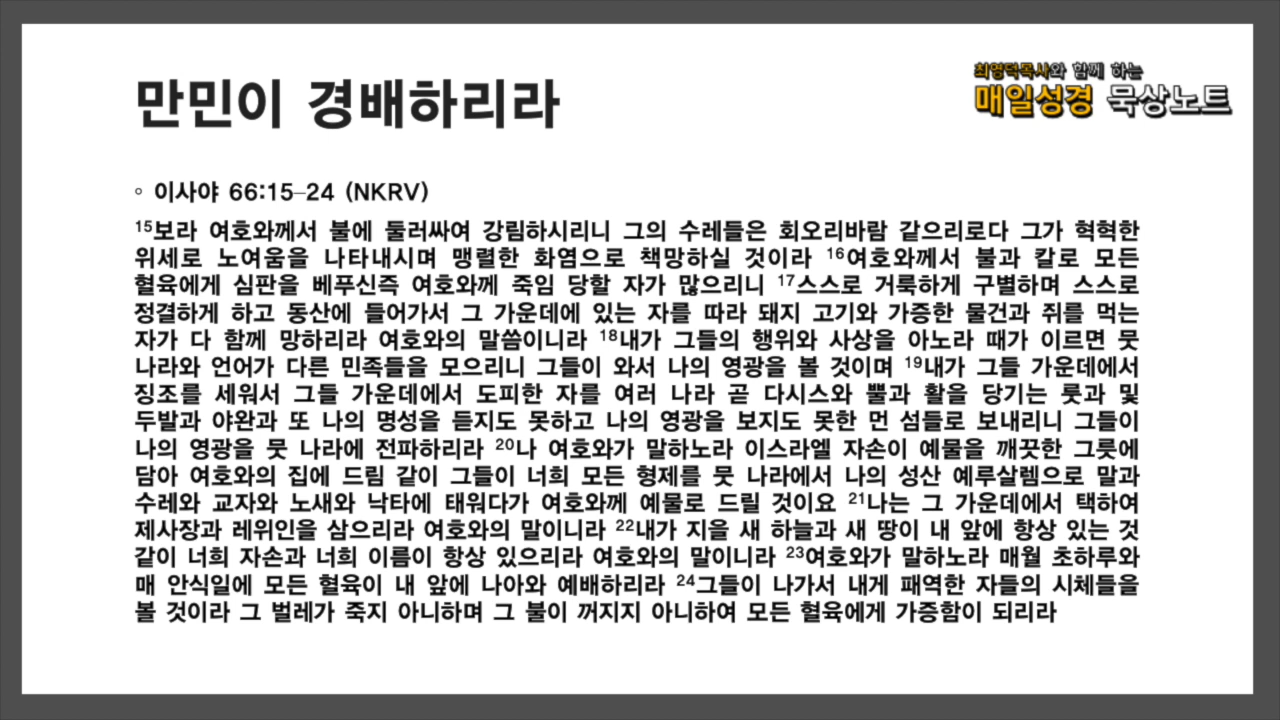 만민이 경배하리라
최영덕목사와 함께 하는
매일성경 묵상노트
◦ 이사야 66:15–24 (NKRV)
15보라 여호와께서 불에 둘러싸여 강림하시리니 그의 수레들은 회오리바람 같으리로다 그가 혁혁한
위세로 노여움을 나타내시며 맹렬한 화염으로 책망하실 것이라 16여호와께서 불과 칼로 모든
혈육에게 심판을 베푸신즉 여호와께 죽임 당할 자가 많으리니 17스스로 거룩하게 구별하며 스스로
정결하게 하고 동산에 들어가서 그 가운데에 있는 자를 따라 돼지 고기와 가증한 물건과 쥐를 먹는
자가 다 함께 망하리라 여호와의 말씀이니라 18내가 그들의 행위와 사상을 아노라 때가 이르면 뭇
나라와 언어가 다른 민족들을 모으리니 그들이 와서 나의 영광을 볼 것이며 19내가 그들 가운데에서
징조를 세워서 그들 가운데에서 도피한 자를 여러 나라 곧 다시스와 뿔과 활을 당기는 룻과 및
두발과 야완과 또 나의 명성을 듣지도 못하고 나의 영광을 보지도 못한 먼 섬들로 보내리니 그들이
나의 영광을 뭇 나라에 전파하리라 20나 여호와가 말하노라 이스라엘 자손이 예물을 깨끗한 그릇에
담아 여호와의 집에 드림 같이 그들이 너희 모든 형제를 뭇 나라에서 나의 성산 예루살렘으로 말과
수레와 교자와 노새와 낙타에 태워다가 여호와께 예물로 드릴 것이요 21나는 그 가운데에서 택하여
제사장과 레위인을 삼으리라 여호와의 말이니라 22내가 지을 새 하늘과 새 땅이 내 앞에 항상 있는 것
같이 너희 자손과 너희 이름이 항상 있으리라 여호와의 말이니라 23여호와가 말하노라 매월 초하루와
매 안식일에 모든 혈육이 내 앞에 나아와 예배하리라 24그들이 나가서 내게 패역한 자들의 시체들을
볼 것이라 그 벌레가 죽지 아니하며 그 불이 꺼지지 아니하여 모든 혈육에게 가증함이 되리라